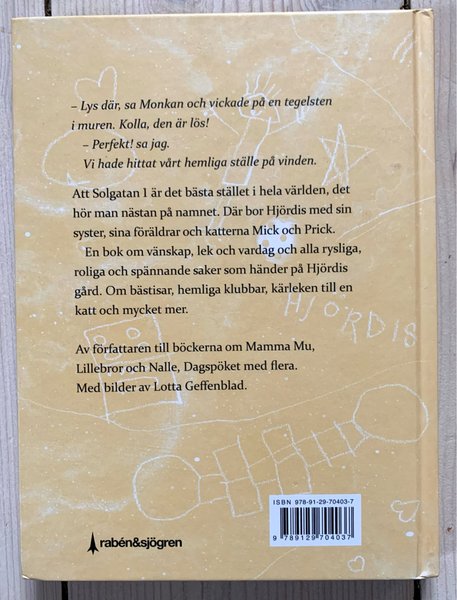 – Lys där, sa Monkan och vickade på en tegelsten
i muren. Kolla, den är lös!
– Perfekt! sa jag.
Vi hade hittat vårt hemliga ställe på vinden.
Att Solgatan 1 är det bästa stället i hela världen, det
hör man nästan på namnet. Där bor Hjördis med sin
syster, sina föräldrar och katterna Mick och Prick.
En bok om vänskap, lek och vardag och alla rysliga,
roliga och spännande saker som händer på Hjördis
gård. Om bästisar, hemliga klubbar, kärleken till en
katt och mycket mer.
HJÖRDIS
Av författaren till böckerna om Mamma Mu,
Lillebror och Nalle, Dagspöket med flera.
Med bilder av Lotta Geffenblad.
ISBN 978-91-29-70403-7
9 789129 704037
rabén&sjögren